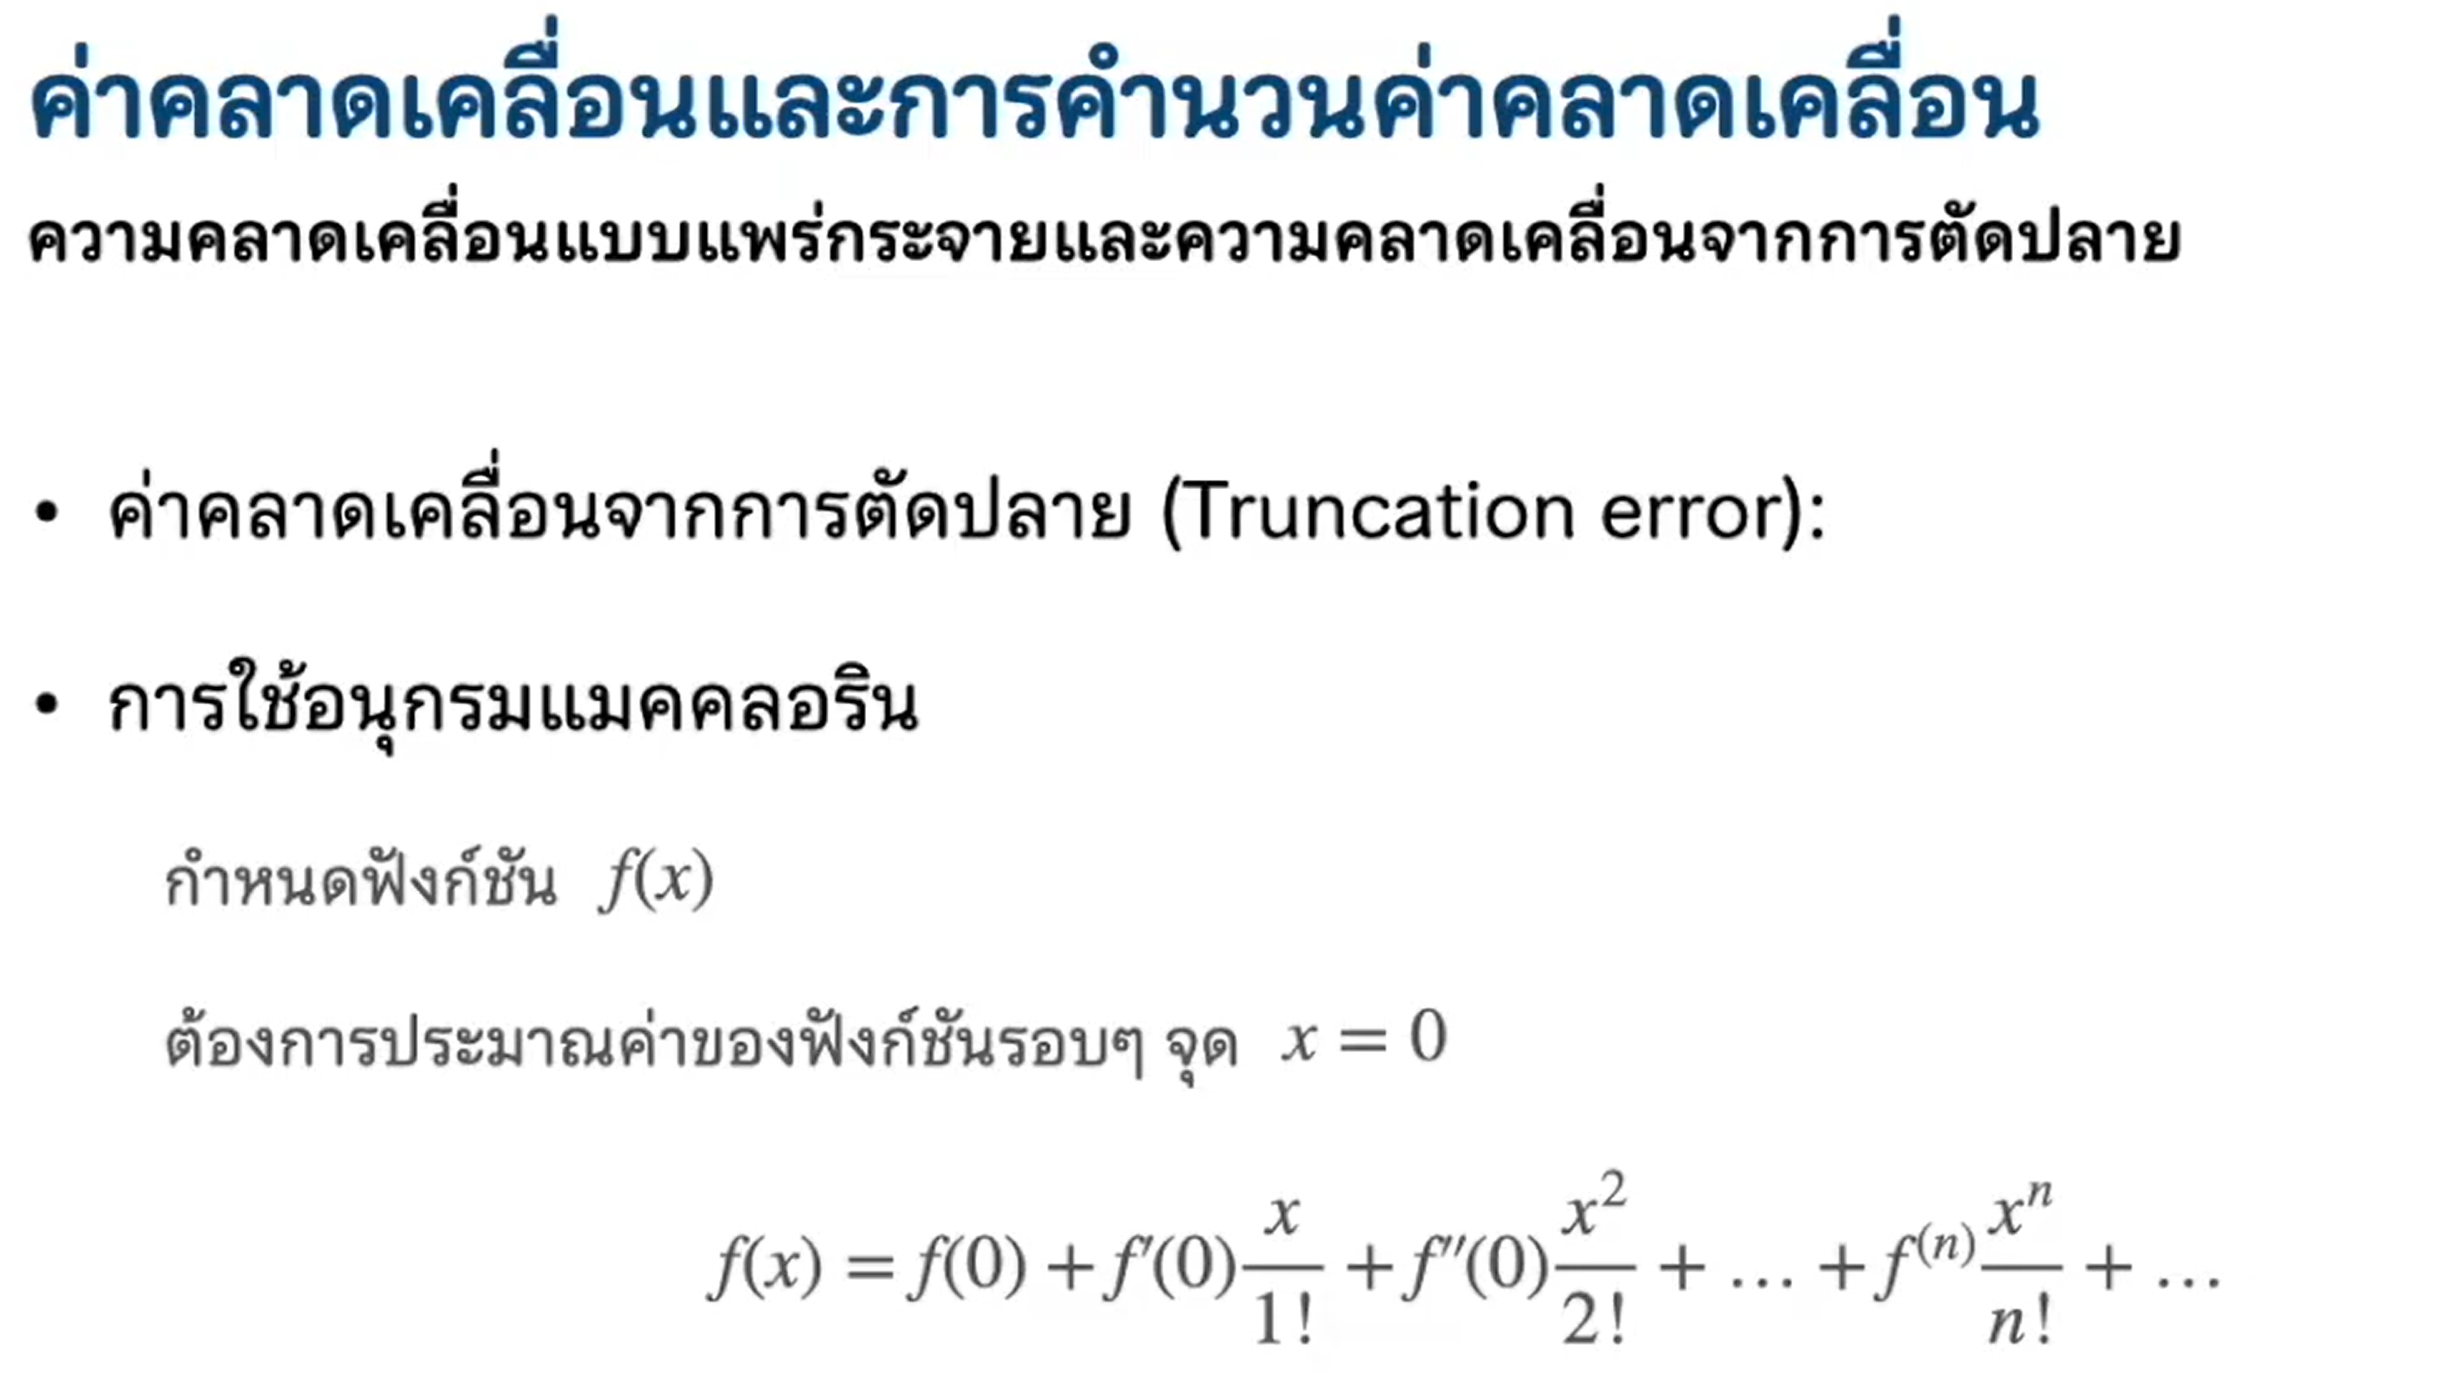 ค่าคลาดเคลื่อนและการคำนวนค่าคลาดเคลื่อน
ความคลาดเคลื่อนแบบแพร่กระจายและความคลาดเคลื่อนจากการตัดปลาย
• ค่าคลาดเคลื่อนจากการตัดปลาย (Truncation error):
• การใช้อนุกรมแมคคลอริน
กำหนดฟังก์ชัน f(x)
ต้องการประมาณค่าของฟังก์ชันรอบๆ จุด x = 0
f(x) = f(0) + f′(0) x/1! + f″(0) x²/2! + … + f⁽ⁿ⁾ xⁿ/n! + …